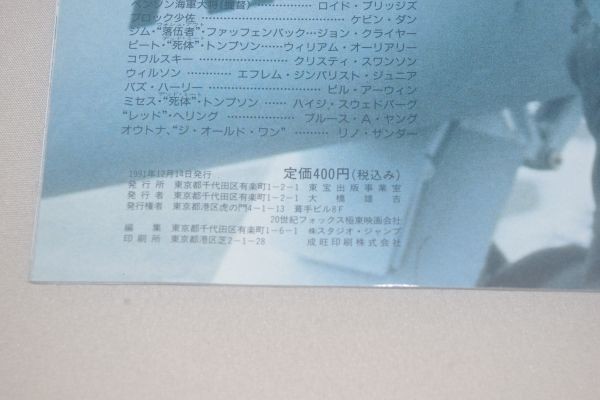 ベンソン海軍大将(提督)…………ロイド・ブリッジズ
ブロック少佐……………………………ケビン・ダン
ジム・“落伍者”・ファッフェンバック…ジョン・クライヤー
ピート・“死体”・トンプソン……ウィリアム・オーリアリー
コワルスキー…………………クリスティ・スワンソン
ウィルソン…………エフレム・ジンバリスト・ジュニア
バズ・ハーリー………………………ビル・アーウィン
ミセス・“死体”・トンプソン……ハイジ・スウェドバーグ
“レッド”・ヘリング………………ブルース・A・ヤング
オウトナ、“ジ・オールド・ワン”………リノ・サンダー
1991年12月14日発行 定価400円(税込み)
発行所 東京都千代田区有楽町1-2-1 東宝出版事業室
発行者 東京都千代田区有楽町1-2-1 大橋雄吉
発行権者 東京都港区虎の門4-1-13 葺手ビル8F
20世紀フォックス極東映画会社
編集 東京都千代田区有楽町1-6-1 ㈱スタジオ・ジャンプ
印刷所 東京都港区芝2-1-28 成旺印刷株式会社